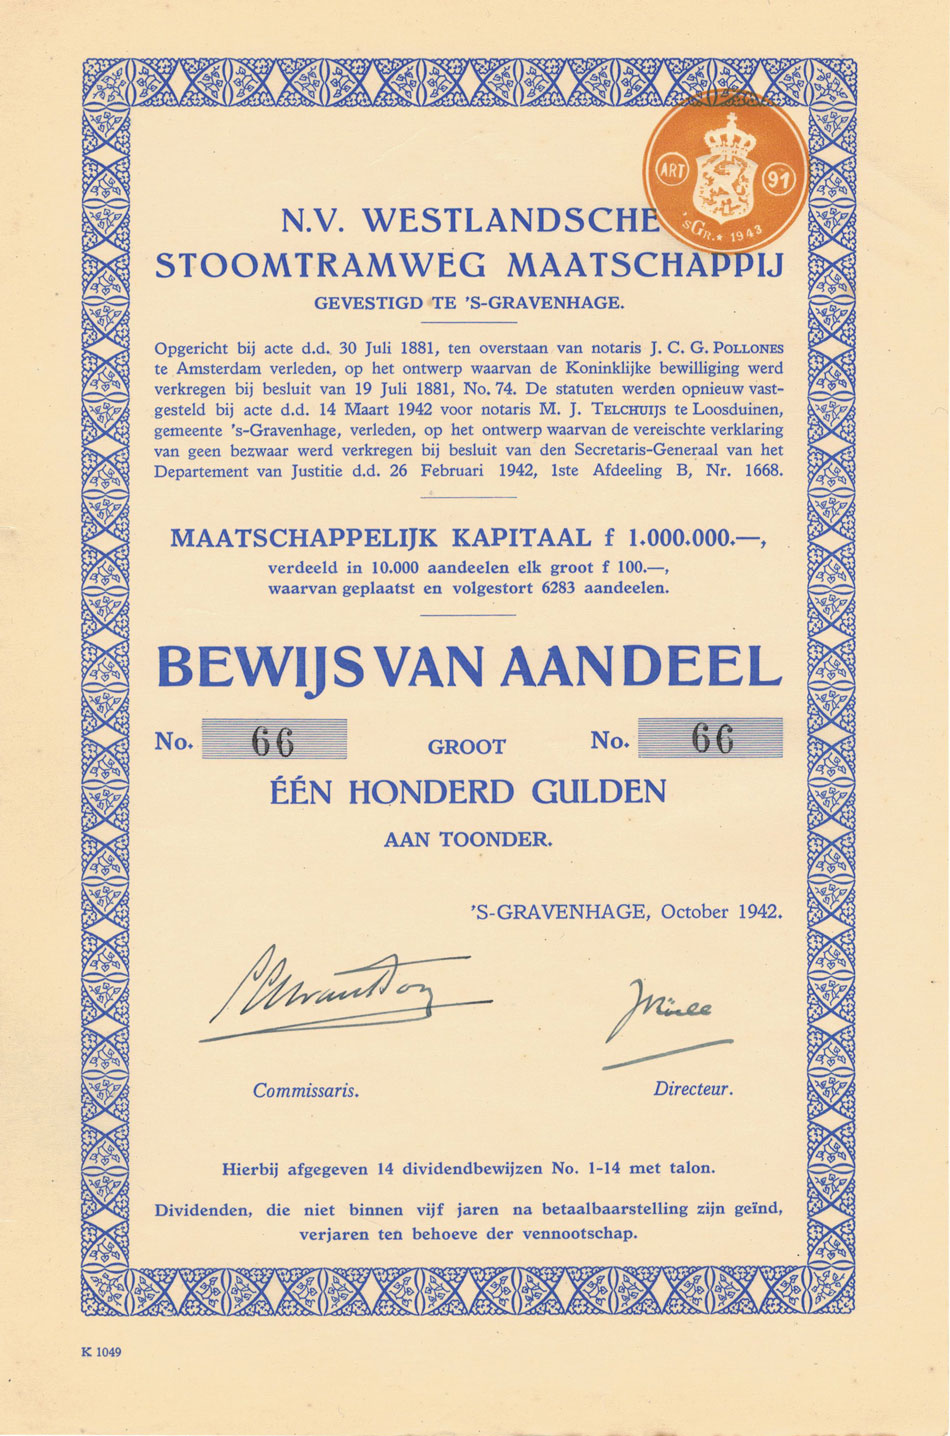 ART 91
'sGr.* 1943
N.V. WESTLANDSCHE
STOOMTRAMWEG MAATSCHAPPIJ
GEVESTIGD TE 'S-GRAVENHAGE.
Opgericht bij acte d.d. 30 Juli 1881, ten overstaan van notaris J. C. G. POLLONES
te Amsterdam verleden, op het ontwerp waarvan de Koninklijke bewilliging werd
verkregen bij besluit van 19 Juli 1881, No. 74. De statuten werden opnieuw vast-
gesteld bij acte d.d. 14 Maart 1942 voor notaris M. J. TELCHUIJS te Loosduinen,
gemeente 's-Gravenhage, verleden, op het ontwerp waarvan de vereischte verklaring
van geen bezwaar werd verkregen bij besluit van den Secretaris-Generaal van het
Departement van Justitie d.d. 26 Februari 1942, 1ste Afdeeling B, Nr. 1668.
MAATSCHAPPELIJK KAPITAAL f 1.000.000.—,
verdeeld in 10.000 aandeelen elk groot f 100.—,
waarvan geplaatst en volgestort 6283 aandeelen.
BEWIJS VAN AANDEEL
No. 66 GROOT No. 66
ÉÉN HONDERD GULDEN
AAN TOONDER.
'S-GRAVENHAGE, October 1942.
Commissaris. Directeur.
Hierbij afgegeven 14 dividendbewijzen No. 1-14 met talon.
Dividenden, die niet binnen vijf jaren na betaalbaarstelling zijn geïnd,
verjaren ten behoeve der vennootschap.
K 1049